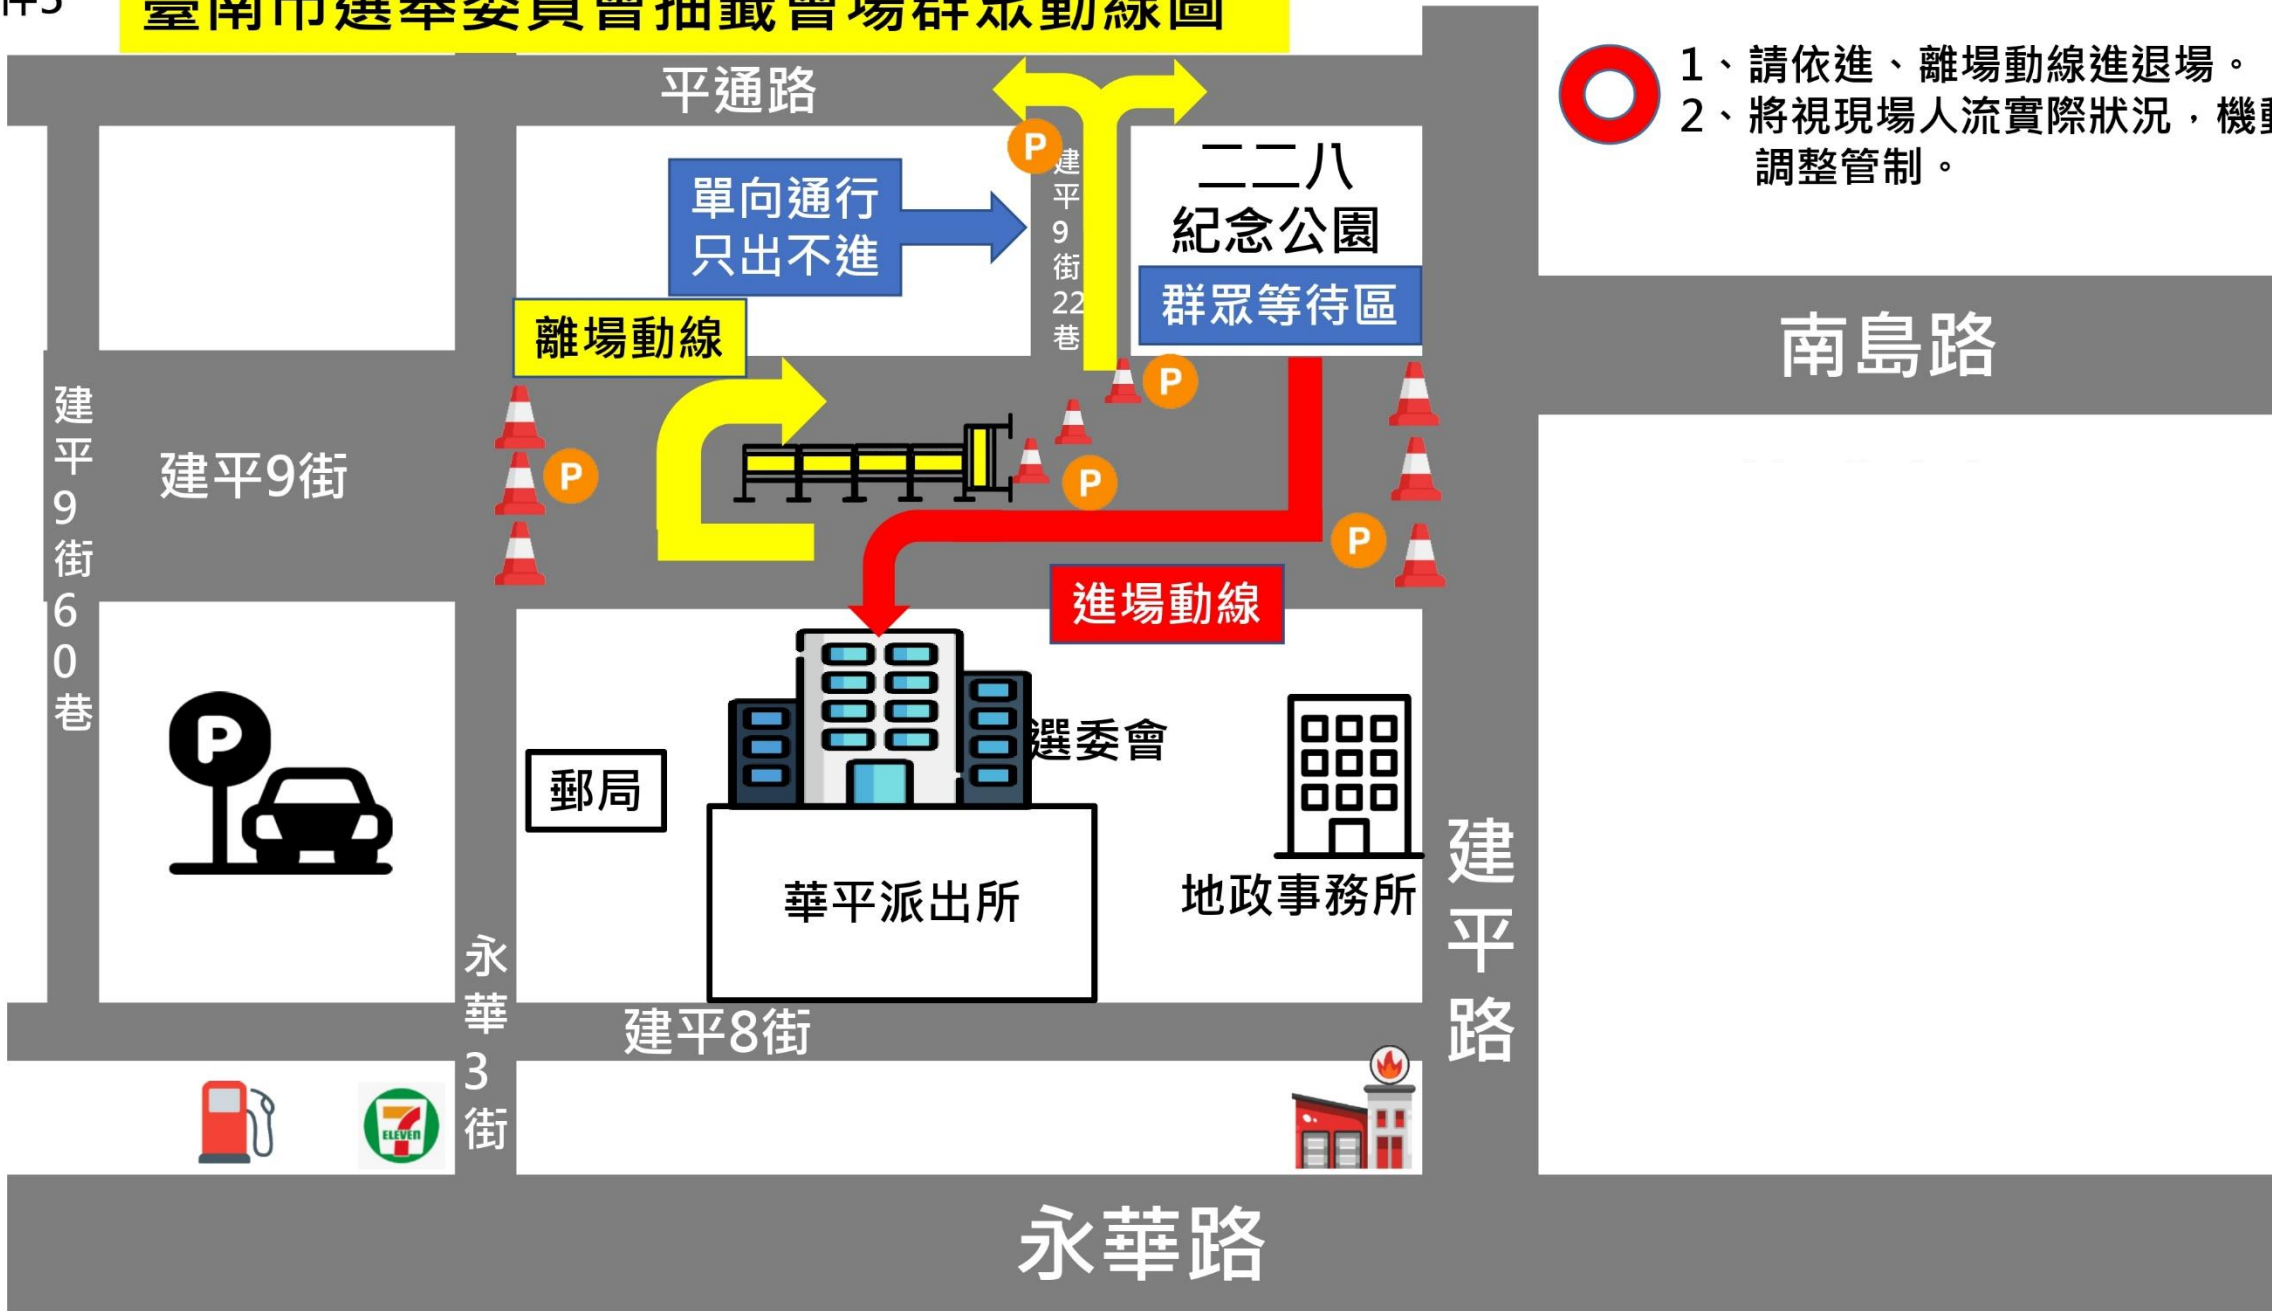 件3
臺南市選舉委員會抽籤會場群眾動線圖
1、請依進、離場動線進退場。
2、將視現場人流實際狀況，機動
調整管制。
平通路
P
建平9街22巷
二二八
紀念公園
單向通行
只出不進
群眾等待區
離場動線
南島路
P
建平9街60巷
建平9街
P
P
P
進場動線
P
選委會
郵局
華平派出所
地政事務所
建平路
永華3街
建平8街
7
ELEVEN
永華路